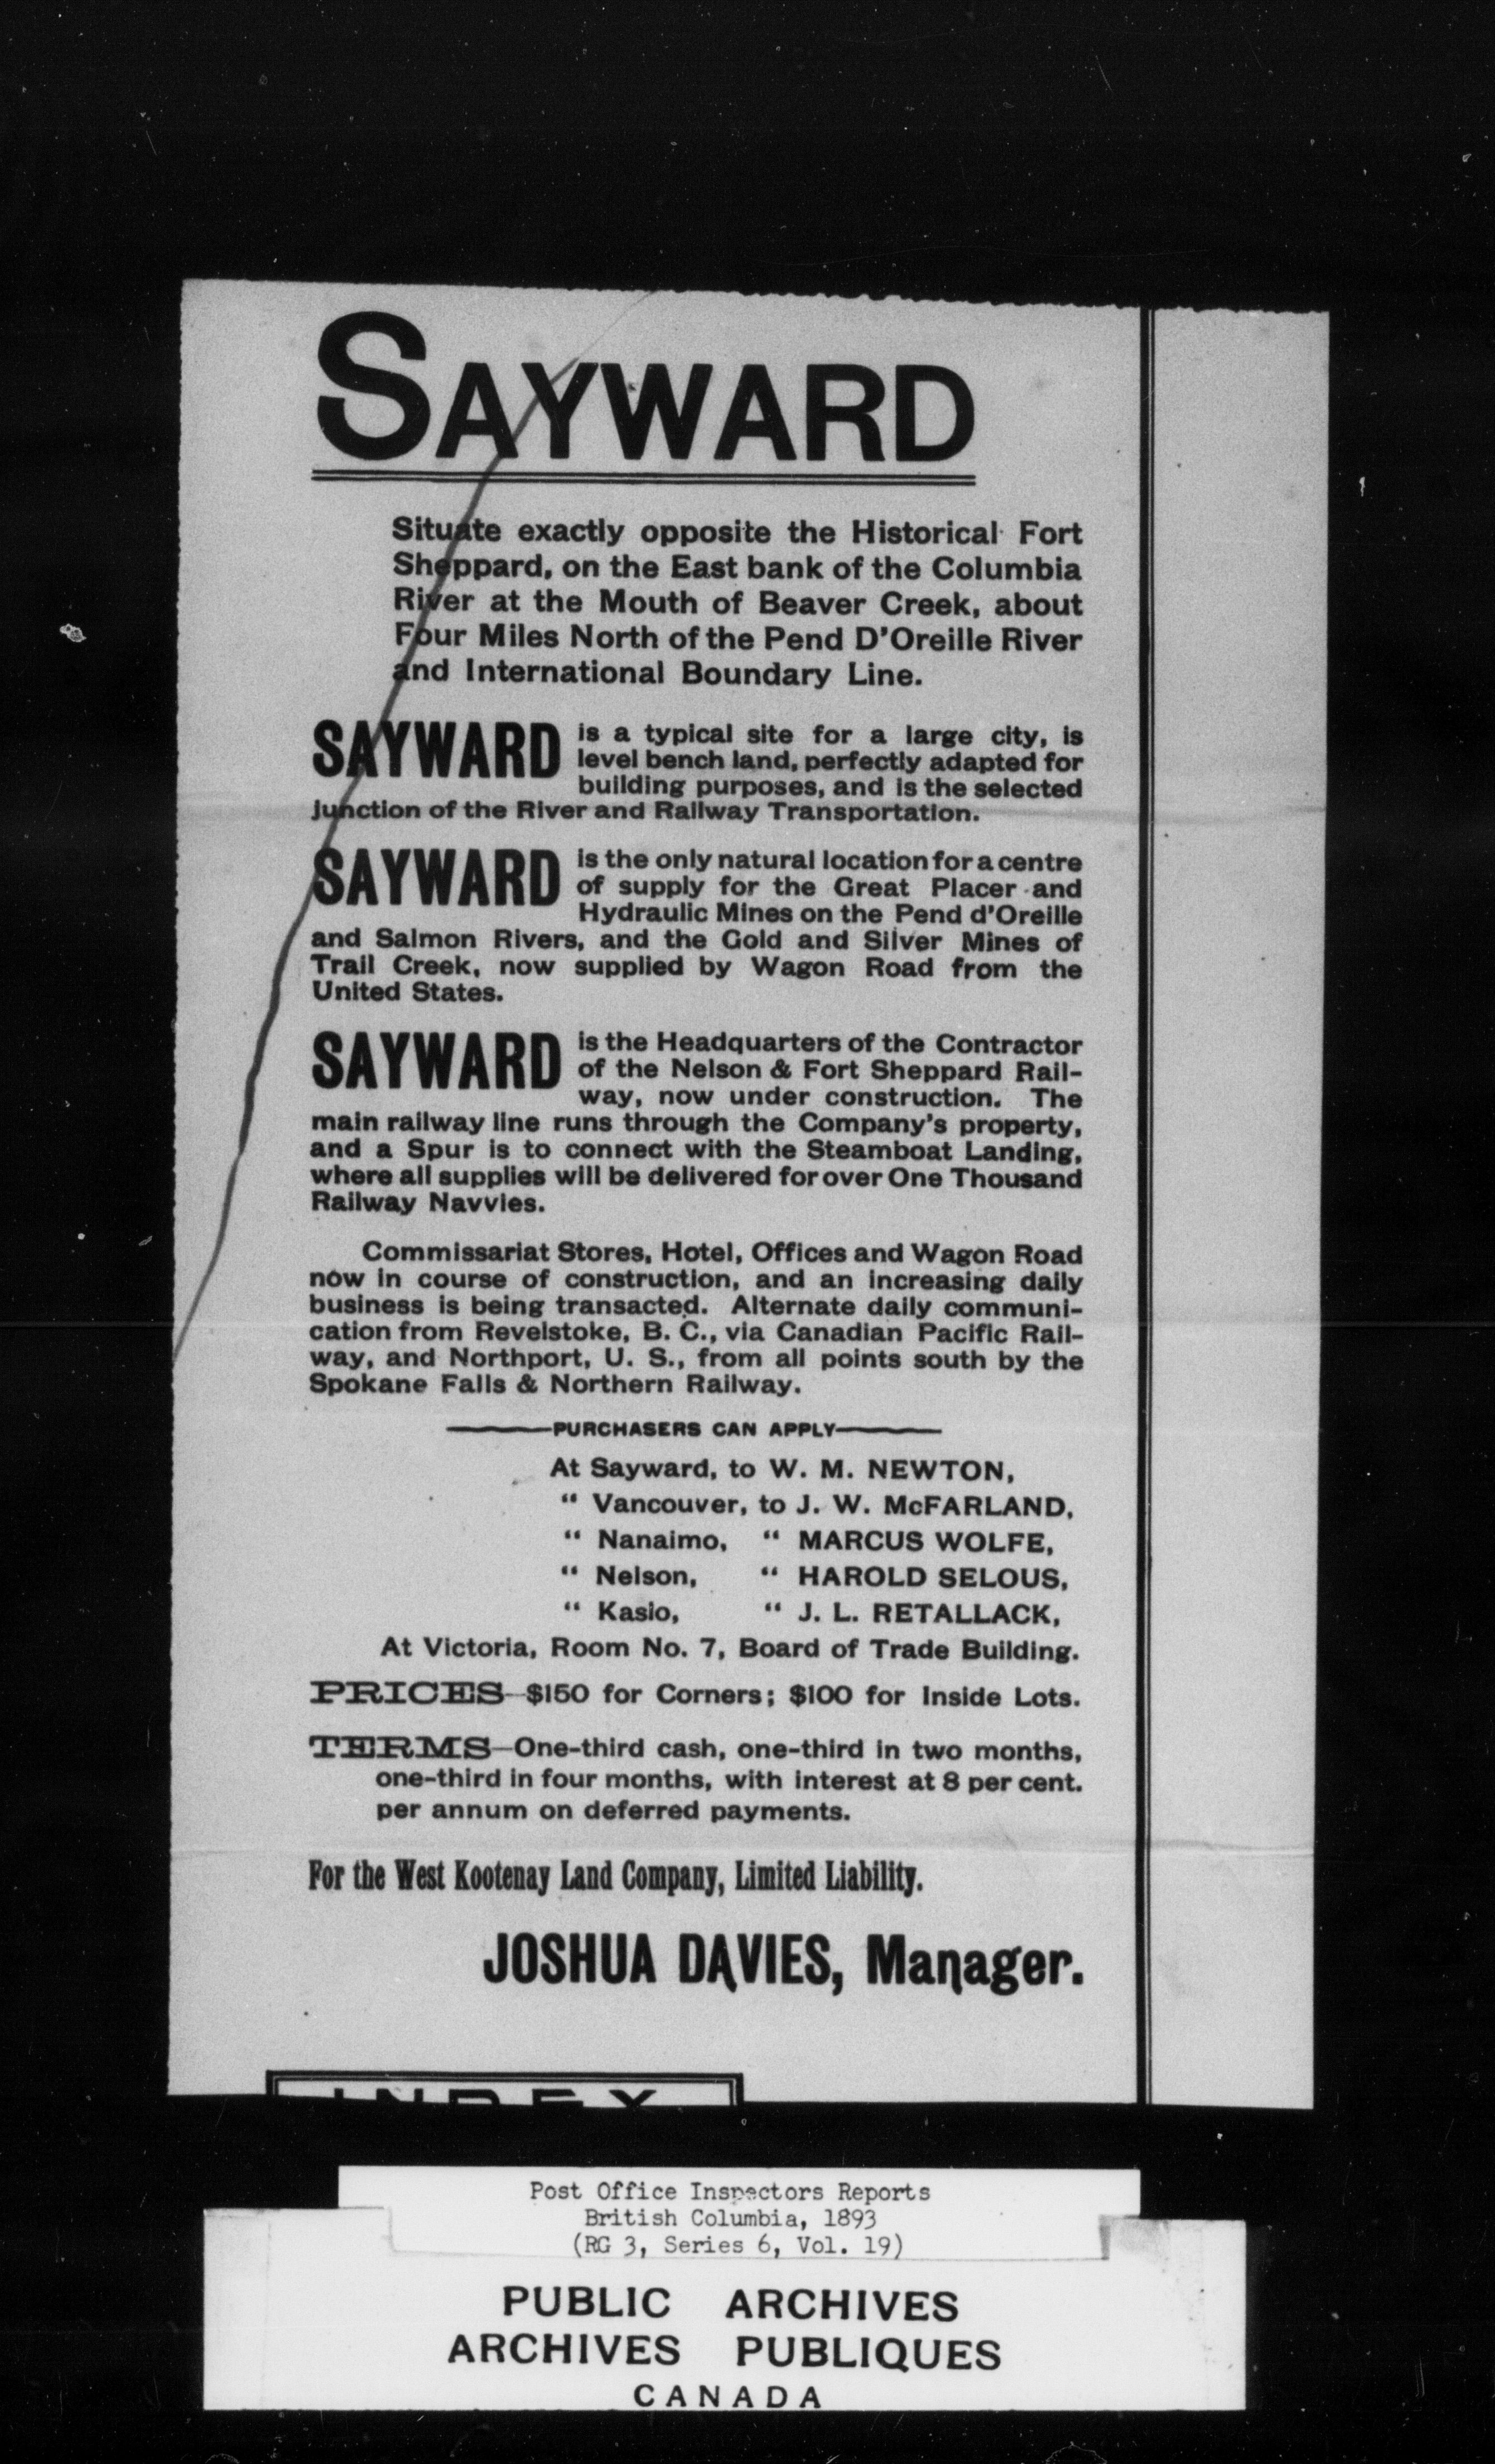 SAYWARD
Situate exactly opposite the Historical Fort
Sheppard, on the East bank of the Columbia
River at the Mouth of Beaver Creek, about
Four Miles North of the Pend D'Oreille River
and International Boundary Line.
SAYWARD is a typical site for a large city, is
level bench land, perfectly adapted for
building purposes, and is the selected
junction of the River and Railway Transportation.
SAYWARD is the only natural location for a centre
of supply for the Great Placer and
Hydraulic Mines on the Pend d'Oreille
and Salmon Rivers, and the Gold and Silver Mines of
Trail Creek, now supplied by Wagon Road from the
United States.
SAYWARD is the Headquarters of the Contractor
of the Nelson & Fort Sheppard Rail-
way, now under construction. The
main railway line runs through the Company's property,
and a Spur is to connect with the Steamboat Landing,
where all supplies will be delivered for over One Thousand
Railway Navvies.
Commissariat Stores, Hotel, Offices and Wagon Road
now in course of construction, and an increasing daily
business is being transacted. Alternate daily communi-
cation from Revelstoke, B. C., via Canadian Pacific Rail-
way, and Northport, U. S., from all points south by the
Spokane Falls & Northern Railway.
PURCHASERS CAN APPLY
At Sayward, to W. M. NEWTON,
" Vancouver, to J. W. McFARLAND,
" Nanaimo, " MARCUS WOLFE,
" Nelson, " HAROLD SELOUS,
" Kaslo, " J. L. RETALLACK,
At Victoria, Room No. 7, Board of Trade Building.
PRICES—$150 for Corners; $100 for Inside Lots.
TERMS—One-third cash, one-third in two months,
one-third in four months, with interest at 8 per cent.
per annum on deferred payments.
For the West Kootenay Land Company, Limited Liability.
JOSHUA DAVIES, Manager.
INDEX
Post Office Inspectors Reports
British Columbia, 1893
(RG 3, Series 6, Vol. 19)
PUBLIC ARCHIVES
ARCHIVES PUBLIQUES
CANADA